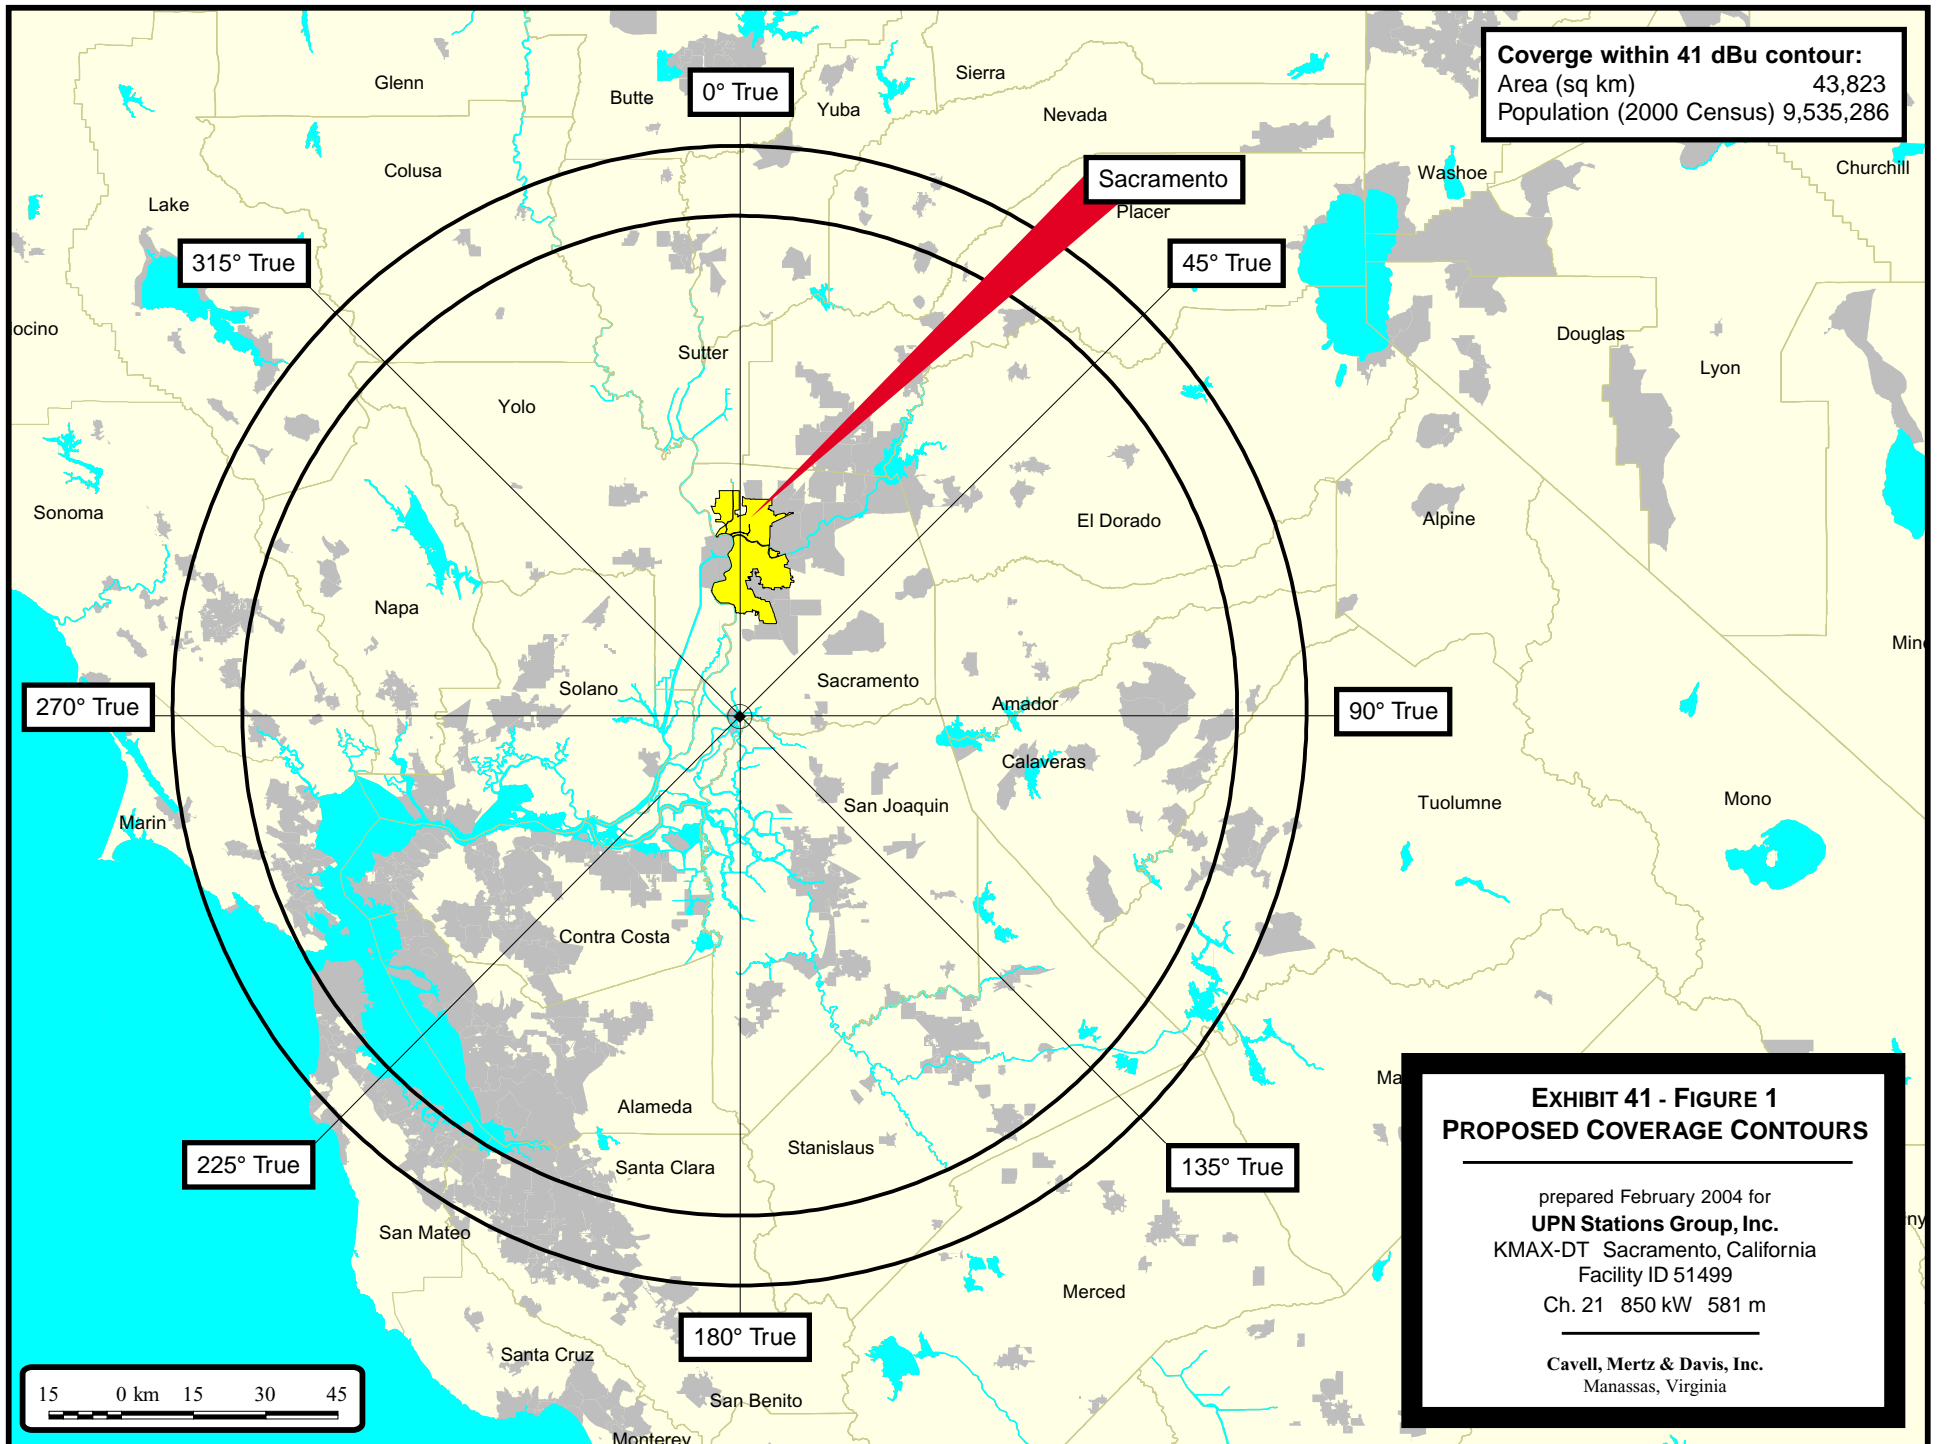 Coverge within 41 dBu contour:
Area (sq km) 43,823
Population (2000 Census) 9,535,286
Glenn
Butte
0° True
Yuba
Sierra
Nevada
Colusa
Sacramento
Washoe
Churchill
Lake
Placer
315° True
45° True
ocino
Sutter
Douglas
Lyon
Yolo
Sonoma
El Dorado
Alpine
Napa
Mine
Solano
Sacramento
270° True
Amador
90° True
Calaveras
Marin
San Joaquin
Tuolumne
Mono
Contra Costa
Ma
Alameda
Stanislaus
225° True
Santa Clara
135° True
San Mateo
ny
Merced
180° True
Santa Cruz
San Benito
Monterey
15 0 km 15 30 45
EXHIBIT 41 - FIGURE 1
PROPOSED COVERAGE CONTOURS
prepared February 2004 for
UPN Stations Group, Inc.
KMAX-DT Sacramento, California
Facility ID 51499
Ch. 21 850 kW 581 m
Cavell, Mertz & Davis, Inc.
Manassas, Virginia